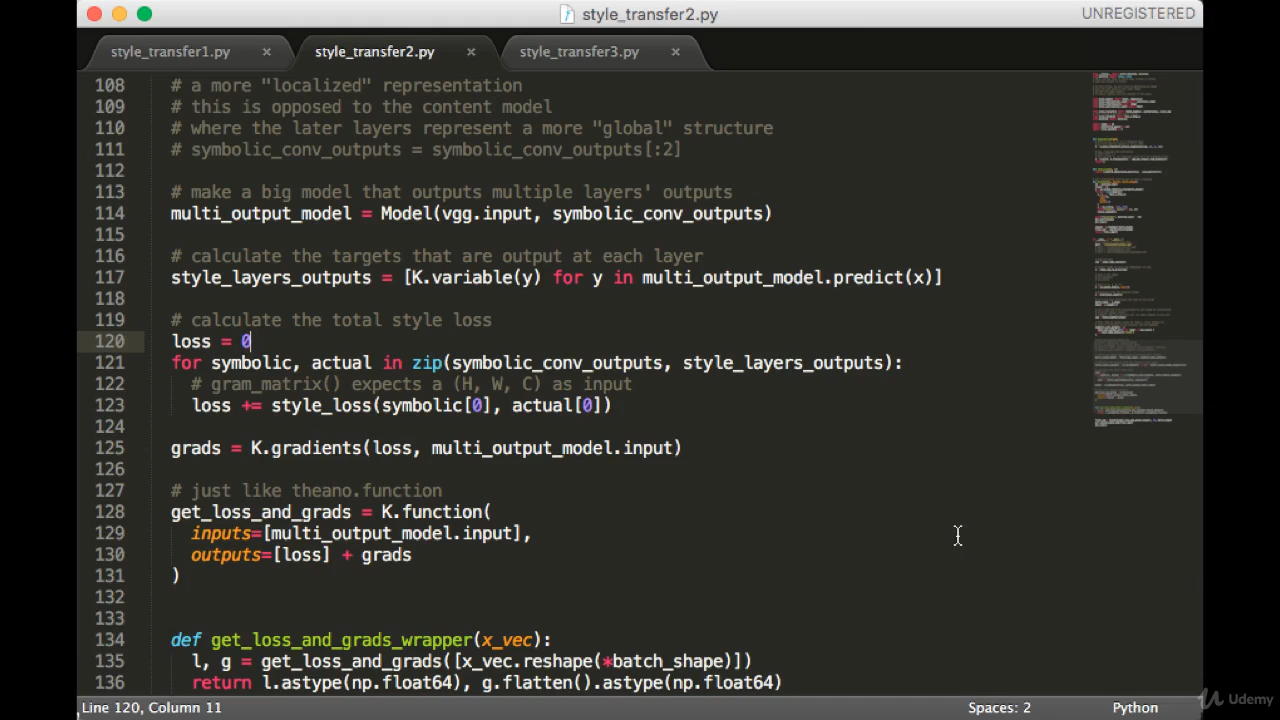 style_transfer2.py
UNREGISTERED
style_transfer1.py × style_transfer2.py × style_transfer3.py ×
108 # a more "localized" representation
109 # this is opposed to the content model
110 # where the later layers represent a more "global" structure
111 # symbolic_conv_outputs = symbolic_conv_outputs[:2]
112
113 # make a big model that outputs multiple layers' outputs
114 multi_output_model = Model(vgg.input, symbolic_conv_outputs)
115
116 # calculate the targets that are output at each layer
117 style_layers_outputs = [K.variable(y) for y in multi_output_model.predict(x)]
118
119 # calculate the total style loss
120 loss = 0
121 for symbolic, actual in zip(symbolic_conv_outputs, style_layers_outputs):
122 # gram_matrix() expects a (H, W, C) as input
123 loss += style_loss(symbolic[0], actual[0])
124
125 grads = K.gradients(loss, multi_output_model.input)
126
127 # just like theano.function
128 get_loss_and_grads = K.function(
129 inputs=[multi_output_model.input],
130 outputs=[loss] + grads
131 )
132
133
134 def get_loss_and_grads_wrapper(x_vec):
135 l, g = get_loss_and_grads([x_vec.reshape(*batch_shape)])
136 return l.astype(np.float64), g.flatten().astype(np.float64)
Line 120, Column 11
Spaces: 2
Python
Udemy